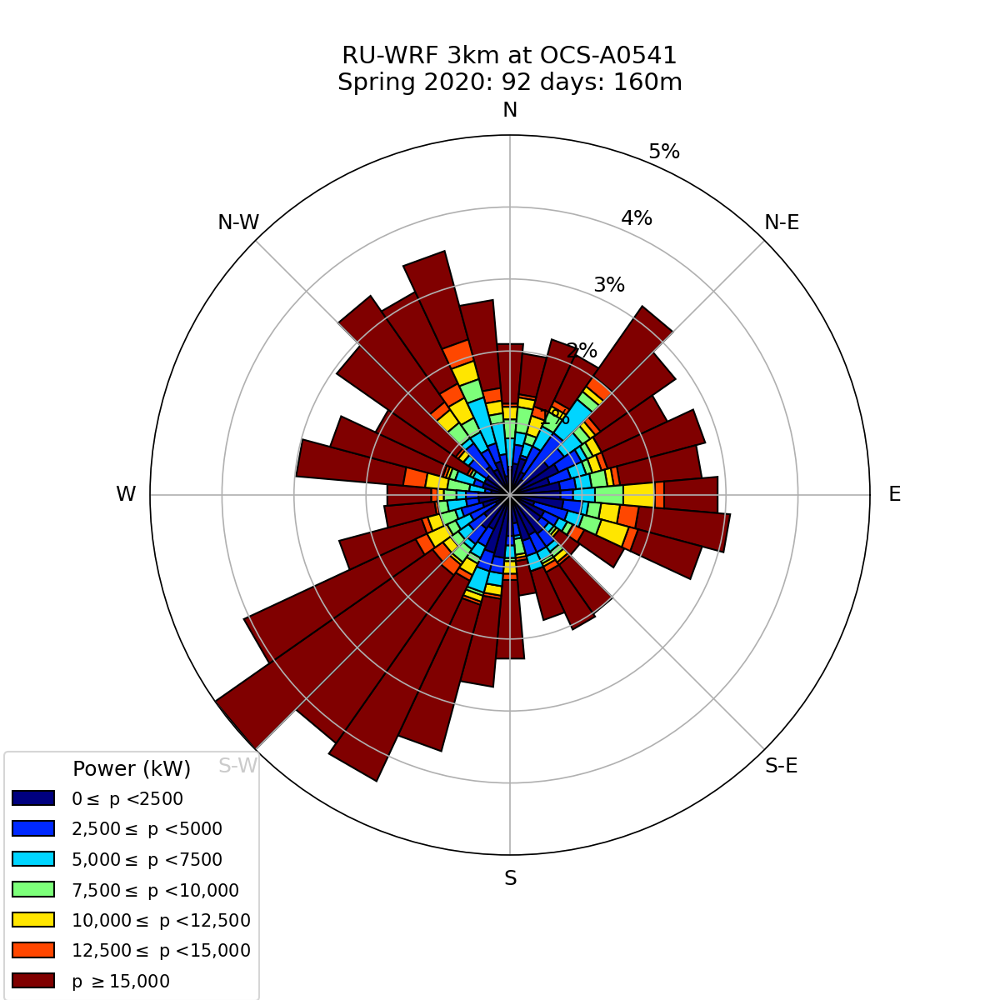 RU-WRF 3km at OCS-A0541
Spring 2020: 92 days: 160m
N
5%
N-W
N-E
4%
3%
2%
1%
W
E
S-W
S-E
S
Power (kW)
0≤ p <2500
2,500≤ p <5000
5,000≤ p <7500
7,500≤ p <10,000
10,000≤ p <12,500
12,500≤ p <15,000
p ≥15,000